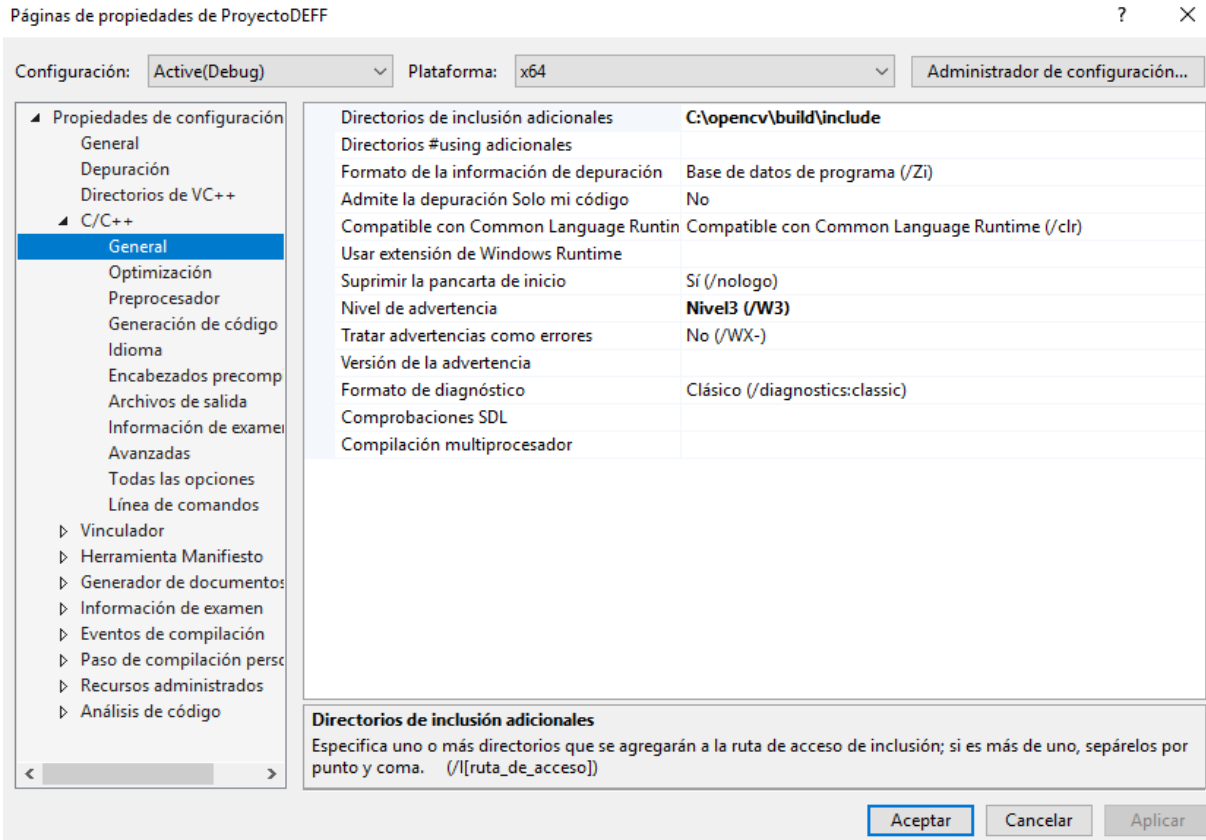 Páginas de propiedades de ProyectoDEFF
Configuración: Active(Debug) Plataforma: x64 Administrador de configuración...
Propiedades de configuración
General
Depuración
Directorios de VC++
C/C++
General
Optimización
Preprocesador
Generación de código
Idioma
Encabezados precomp
Archivos de salida
Información de examen
Avanzadas
Todas las opciones
Línea de comandos
Vinculador
Herramienta Manifiesto
Generador de documentos
Información de examen
Eventos de compilación
Paso de compilación perso
Recursos administrados
Análisis de código
Directorios de inclusión adicionales C:\opencv\build\include
Directorios #using adicionales
Formato de la información de depuración Base de datos de programa (/Zi)
Admite la depuración Solo mi código No
Compatible con Common Language Runtin Compatible con Common Language Runtime (/clr)
Usar extensión de Windows Runtime
Suprimir la pancarta de inicio Sí (/nologo)
Nivel de advertencia Nivel3 (/W3)
Tratar advertencias como errores No (/WX-)
Versión de la advertencia
Formato de diagnóstico Clásico (/diagnostics:classic)
Comprobaciones SDL
Compilación multiprocesador
Directorios de inclusión adicionales
Especifica uno o más directorios que se agregarán a la ruta de acceso de inclusión; si es más de uno, sepárelos por
punto y coma. (/I[ruta_de_acceso])
Aceptar Cancelar Aplicar